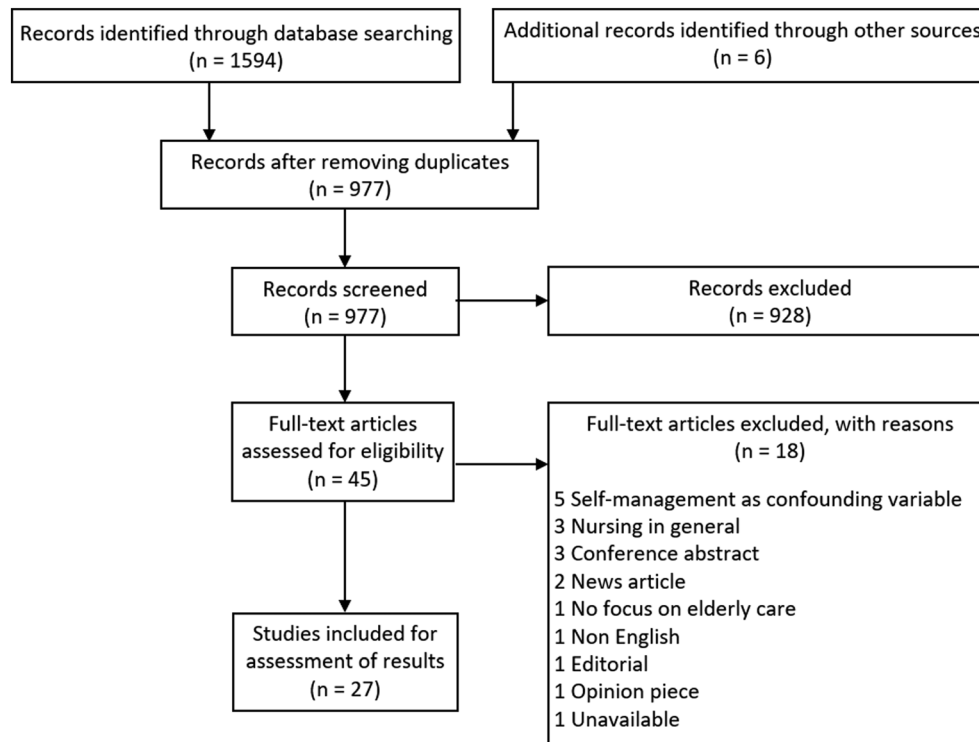 Records identified through database searching
(n = 1594)
Additional records identified through other sources
(n = 6)
Records after removing duplicates
(n = 977)
Records screened
(n = 977)
Records excluded
(n = 928)
Full-text articles
assessed for eligibility
(n = 45)
Full-text articles excluded, with reasons
(n = 18)
5 Self-management as confounding variable
3 Nursing in general
3 Conference abstract
2 News article
1 No focus on elderly care
1 Non English
1 Editorial
1 Opinion piece
1 Unavailable
Studies included for
assessment of results
(n = 27)